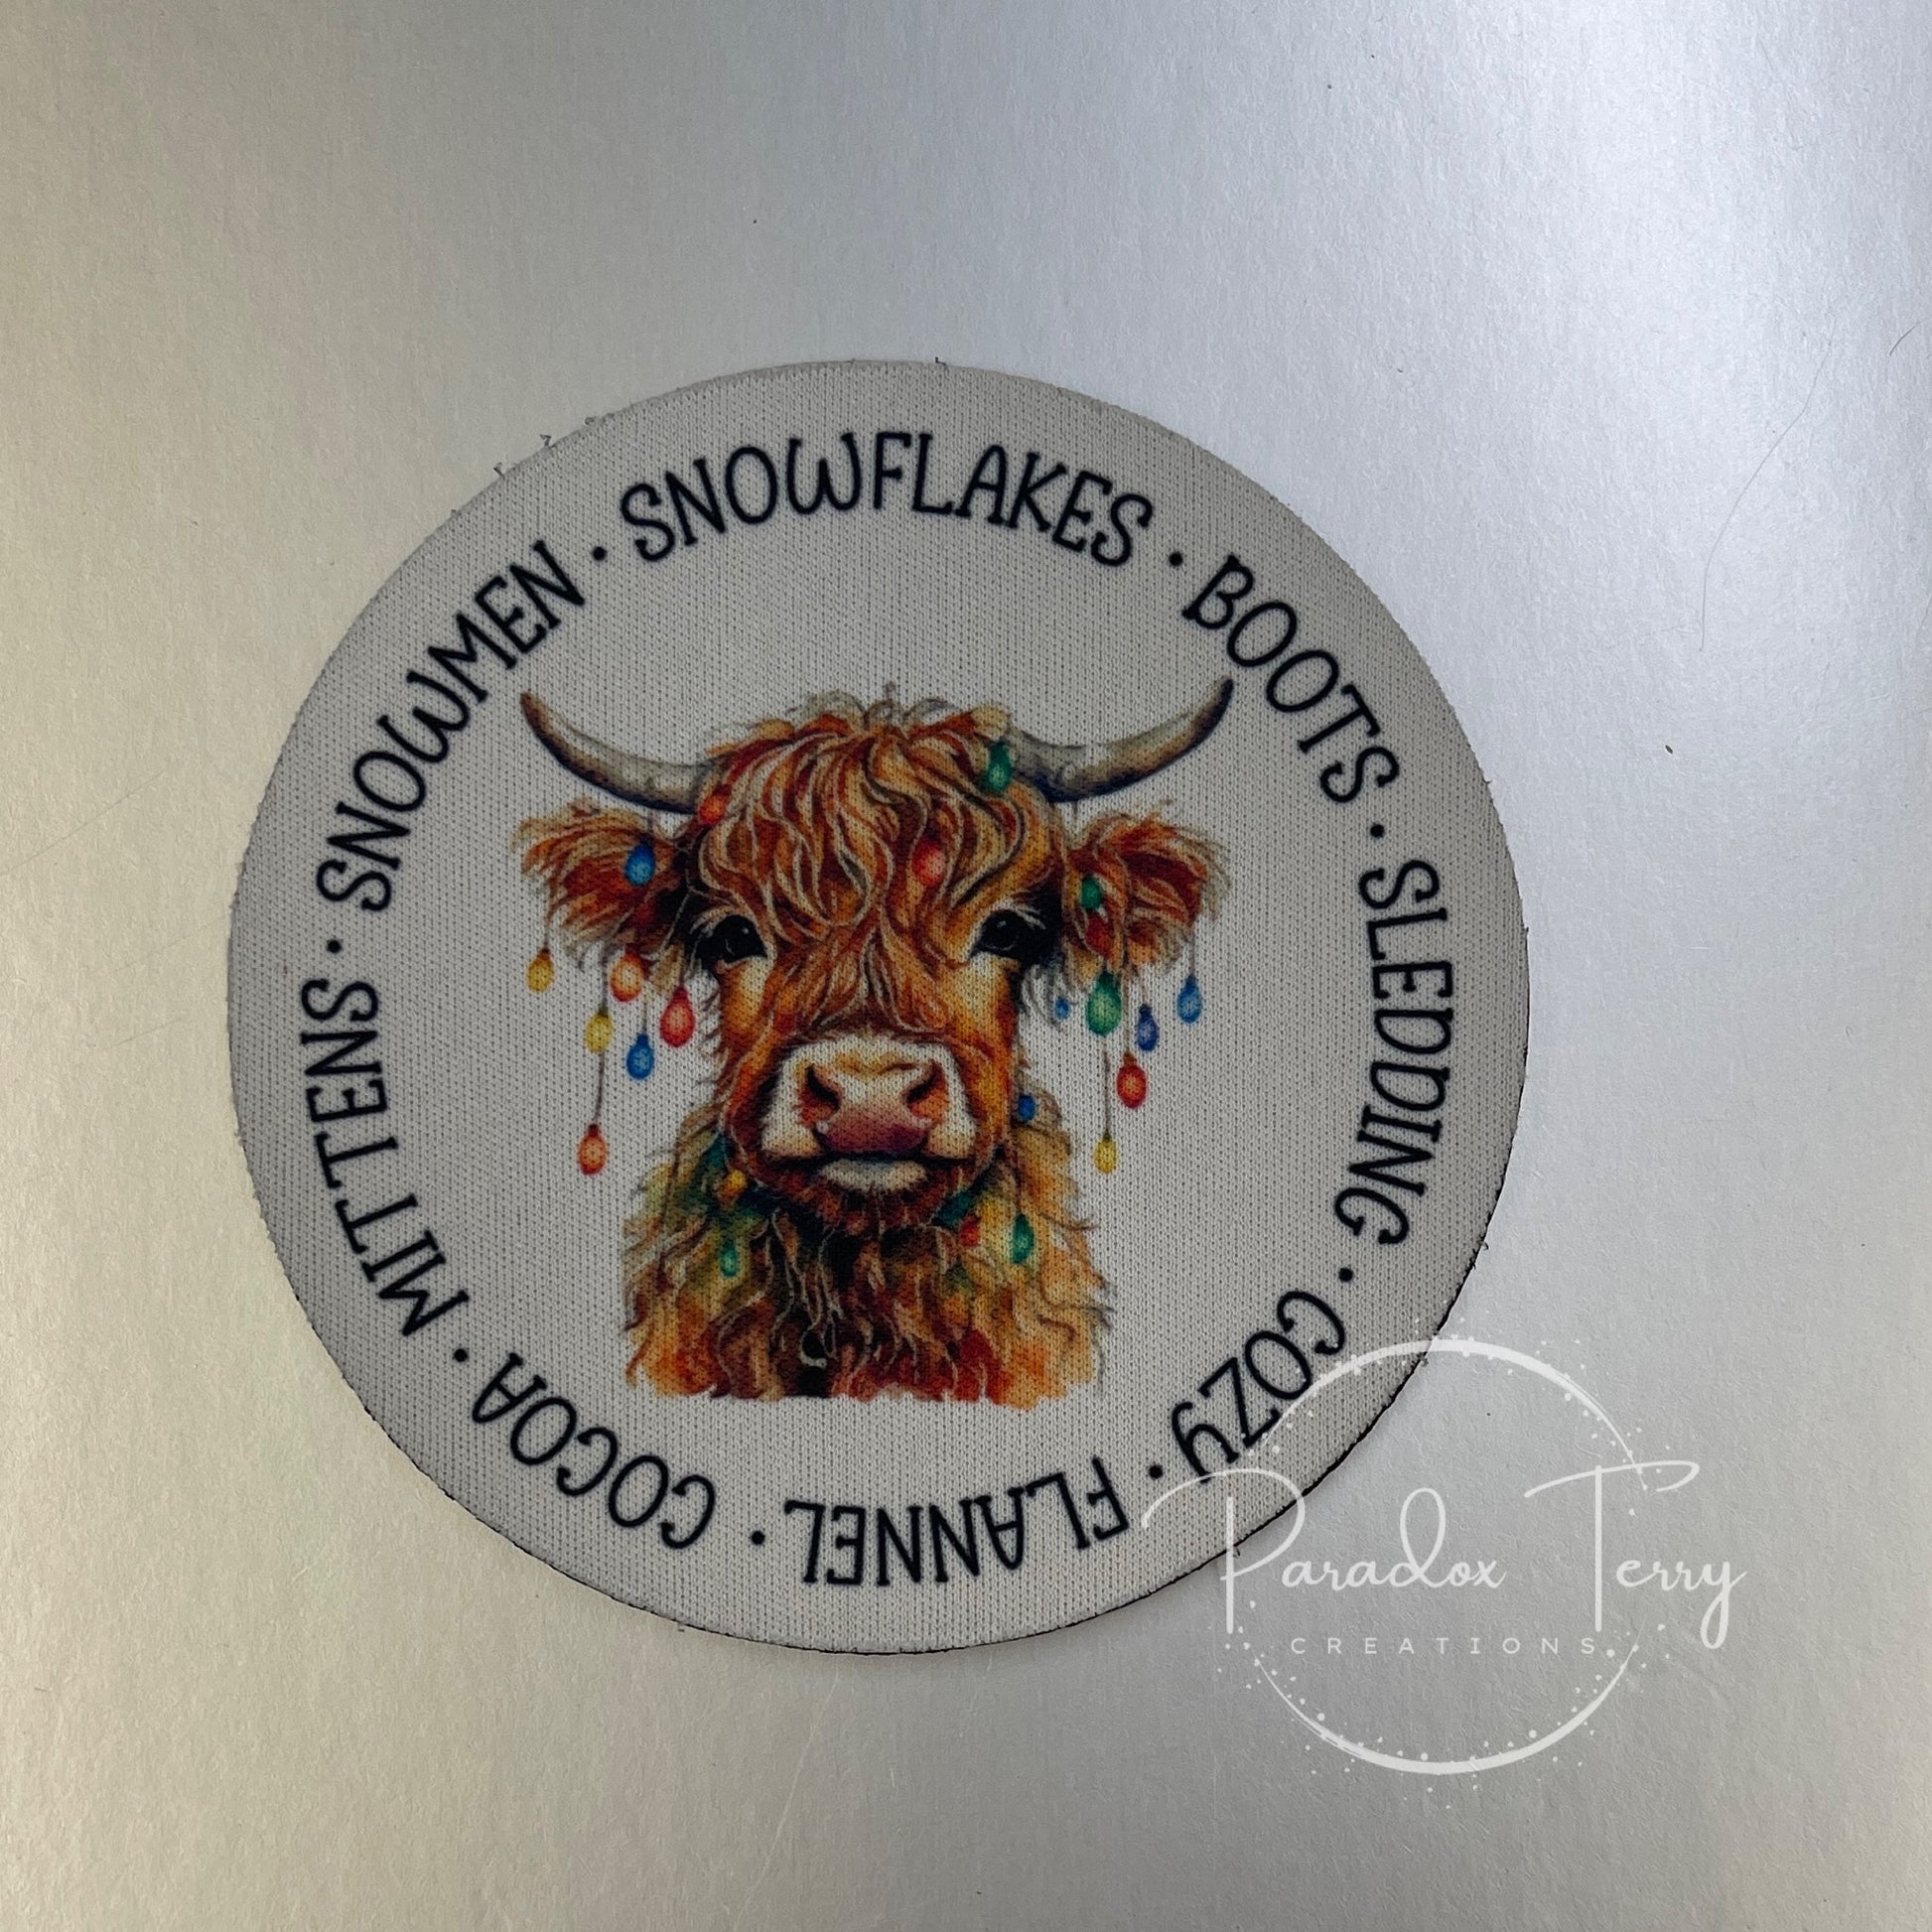 SNOWFLAKES · BOOTS · SLEDDING · COZY · FLANNEL · COCOA · MITTENS · SNOWMEN ·
Paradox Terry
CREATIONS